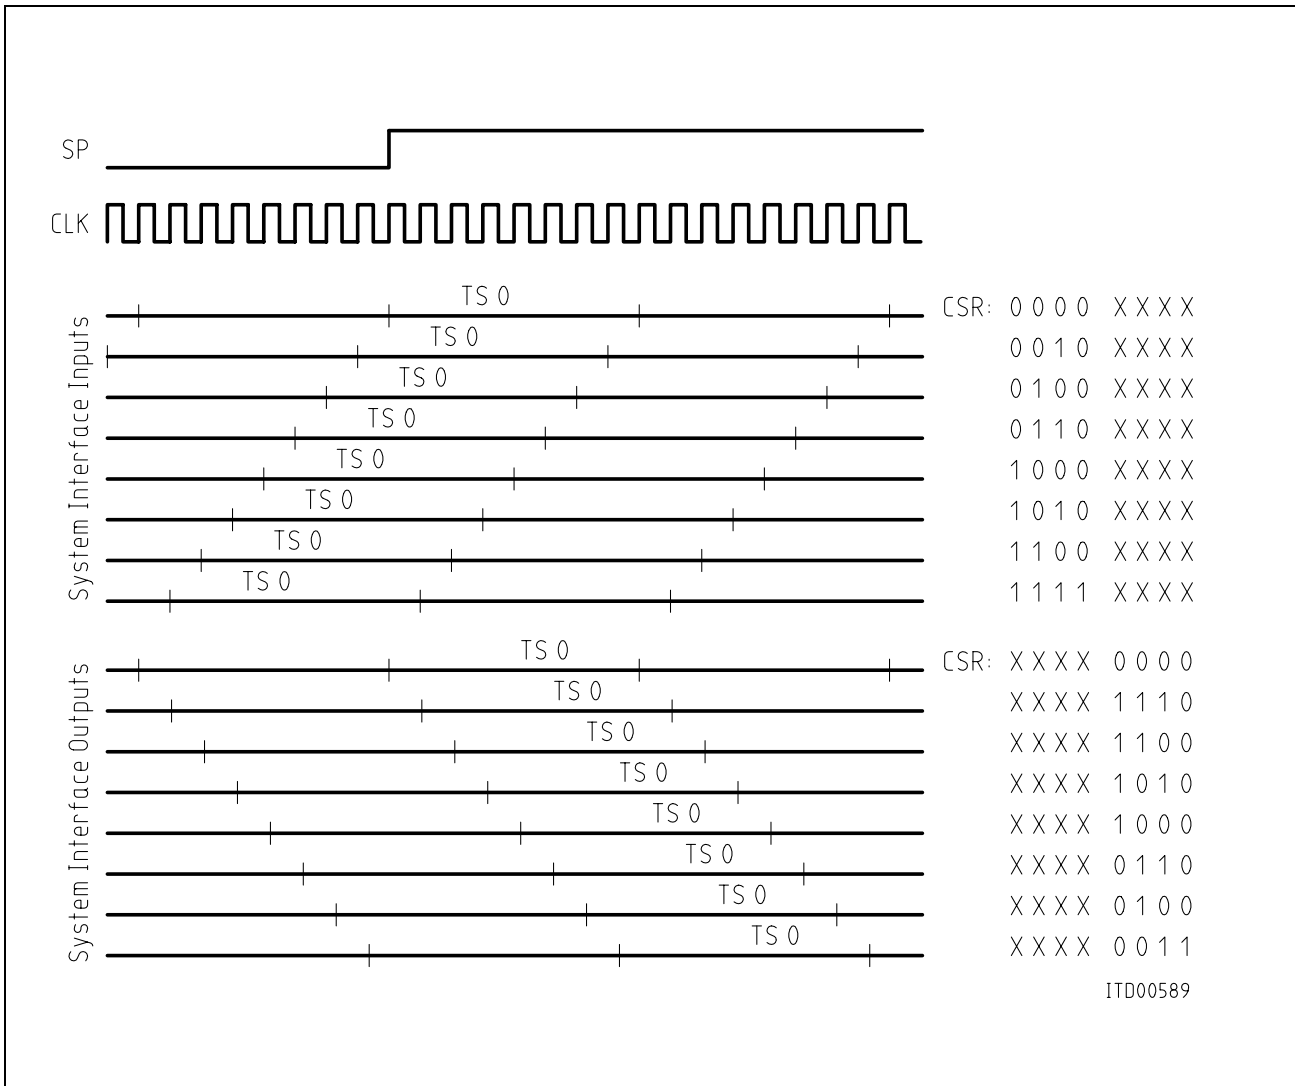 SP
CLK
System Interface Inputs
TS 0 CSR: 0 0 0 0 X X X X
TS 0 0 0 1 0 X X X X
TS 0 0 1 0 0 X X X X
TS 0 0 1 1 0 X X X X
TS 0 1 0 0 0 X X X X
TS 0 1 0 1 0 X X X X
TS 0 1 1 0 0 X X X X
TS 0 1 1 1 1 X X X X
System Interface Outputs
TS 0 CSR: X X X X 0 0 0 0
TS 0 X X X X 1 1 1 0
TS 0 X X X X 1 1 0 0
TS 0 X X X X 1 0 1 0
TS 0 X X X X 1 0 0 0
TS 0 X X X X 0 1 1 0
TS 0 X X X X 0 1 0 0
TS 0 X X X X 0 0 1 1
ITD00589